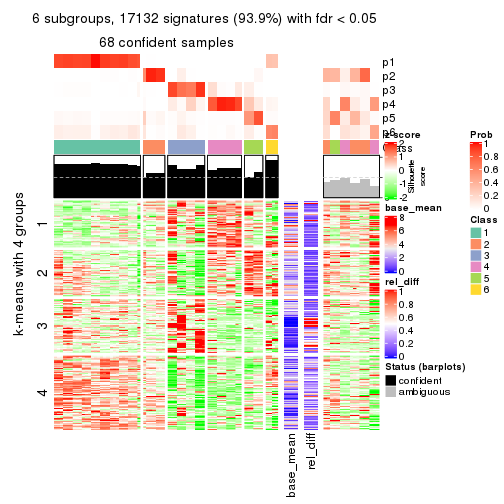 6 subgroups, 17132 signatures (93.9%) with fdr < 0.05
68 confident samples
p1
p2
p3
p4
p5
p6
Class
Silhouette
score
k-means with 4 groups
1
2
3
4
base_mean
rel_diff
z-score
2
1
0
-1
-2
base_mean
8
6
4
2
0
rel_diff
1
0.8
0.6
0.4
0.2
0
Status (barplots)
confident
ambiguous
Prob
1
0.8
0.6
0.4
0.2
0
Class
1
2
3
4
5
6